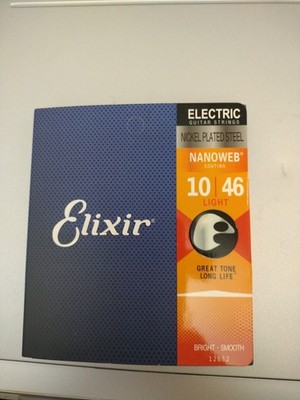 ELECTRIC
GUITAR STRINGS
NICKEL PLATED STEEL
NANOWEB®
COATING
10 | 46
LIGHT
Elixir®
GREAT TONE
LONG LIFE
BRIGHT - SMOOTH
12052